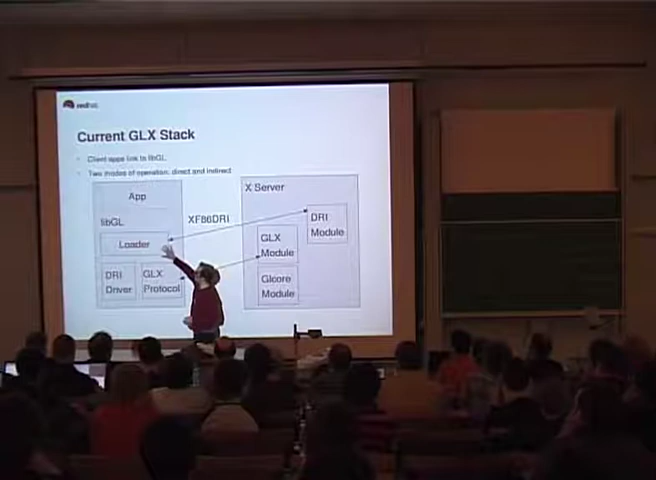 redhat
Current GLX Stack
Client apps link to libGL
Two modes of operation: direct and indirect
App
X Server
libGL
XF86DRI
DRI
Module
Loader
GLX
Module
DRI
Driver
GLX
Protocol
Glcore
Module